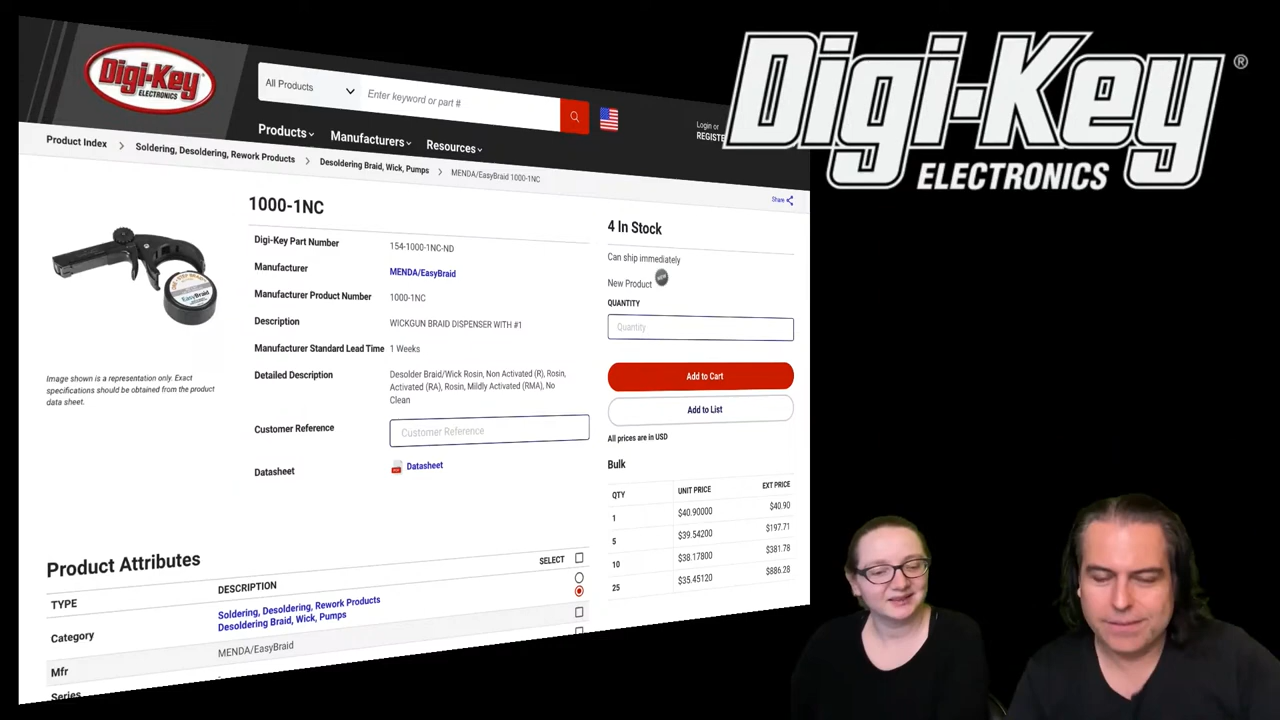 Digi-Key
ELECTRONICS
All Products
Enter keyword or part #
Login or
REGISTE
Products
Manufacturers
Resources
Digi-Key®
ELECTRONICS
Product Index > Soldering, Desoldering, Rework Products > Desoldering Braid, Wick, Pumps > MENDA/EasyBraid 1000-1NC
Share
1000-1NC
Digi-Key Part Number 154-1000-1NC-ND
Manufacturer MENDA/EasyBraid
Manufacturer Product Number 1000-1NC
Description WICKGUN BRAID DISPENSER WITH #1
Manufacturer Standard Lead Time 1 Weeks
Detailed Description Desolder Braid/Wick Rosin, Non Activated (R), Rosin,
Activated (RA), Rosin, Mildly Activated (RMA), No
Clean
Customer Reference Customer Reference
Datasheet Datasheet
EasyBraid
Image shown is a representation only. Exact
specifications should be obtained from the product
data sheet.
4 In Stock
Can ship immediately
New Product NEW
QUANTITY
Quantity
Add to Cart
Add to List
All prices are in USD
Bulk
QTY UNIT PRICE EXT PRICE
1 $40.90000 $40.90
5 $39.54200 $197.71
10 $38.17800 $381.78
25 $35.45120 $886.28
Product Attributes
TYPE DESCRIPTION SELECT
Category Soldering, Desoldering, Rework Products
Desoldering Braid, Wick, Pumps
Mfr MENDA/EasyBraid
Series